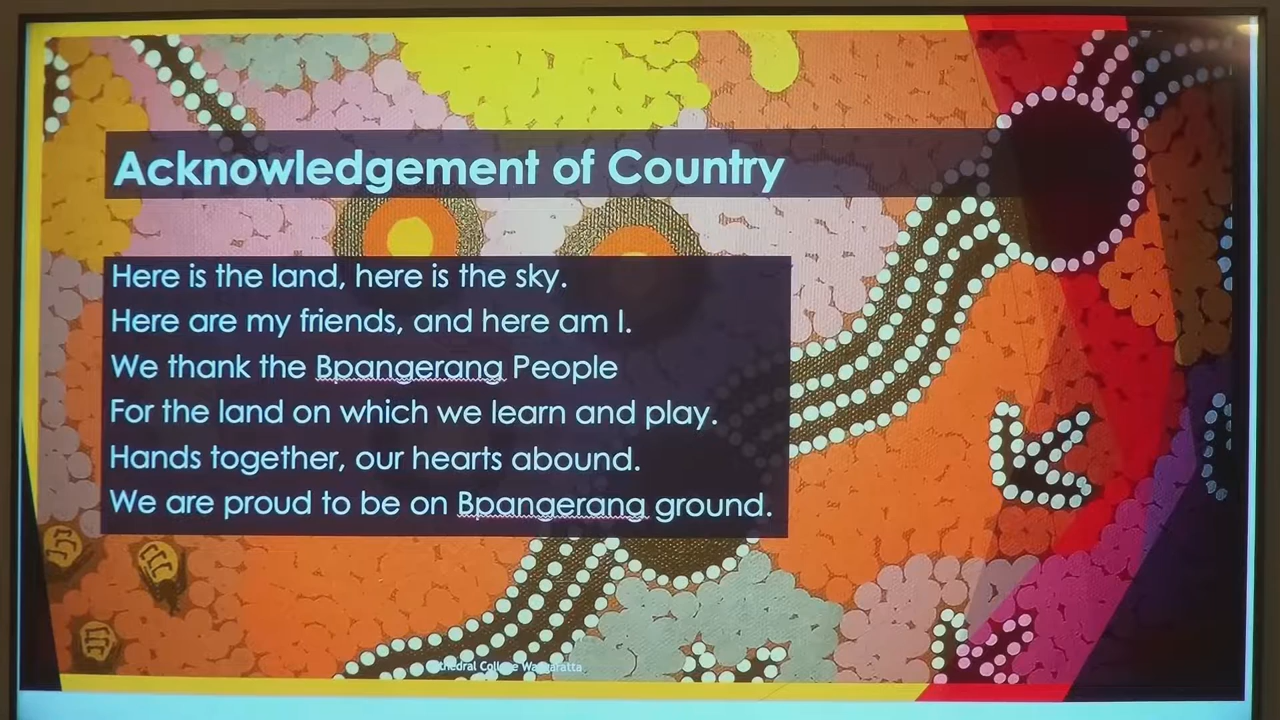 Acknowledgement of Country
Here is the land, here is the sky.
Here are my friends, and here am I.
We thank the Bpangerang People
For the land on which we learn and play.
Hands together, our hearts abound.
We are proud to be on Bpangerang ground.
Wangaratta